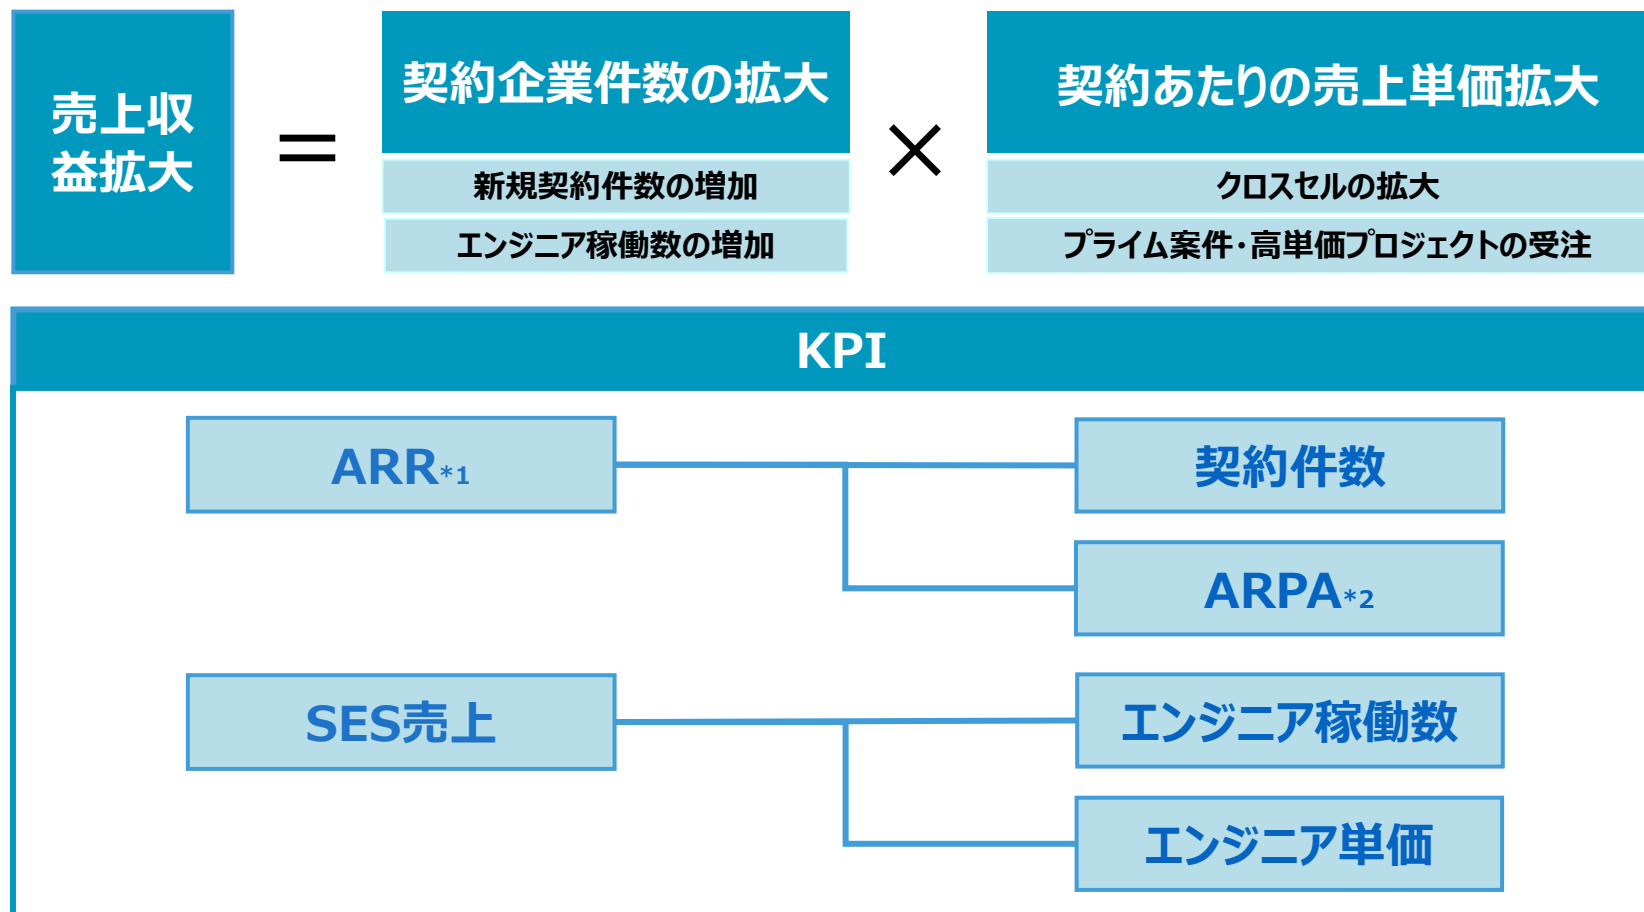 売上収
益拡大
＝
契約企業件数の拡大
新規契約件数の増加
エンジニア稼働数の増加
×
契約あたりの売上単価拡大
クロスセルの拡大
プライム案件・高単価プロジェクトの受注
KPI
ARR*1
契約件数
ARPA*2
SES売上
エンジニア稼働数
エンジニア単価